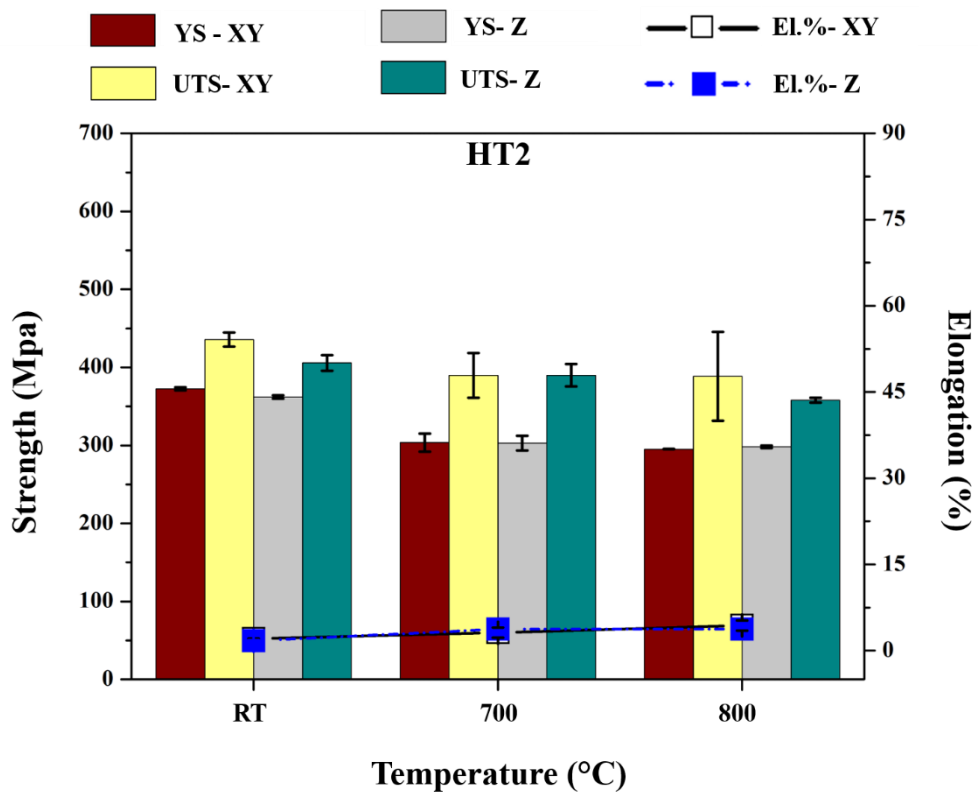 YS - XY
YS- Z
El.%- XY
UTS- XY
UTS- Z
El.%- Z
HT2
700
600
500
400
300
200
100
0
Strength (Mpa)
90
75
60
45
30
15
0
Elongation (%)
RT
700
800
Temperature (°C)